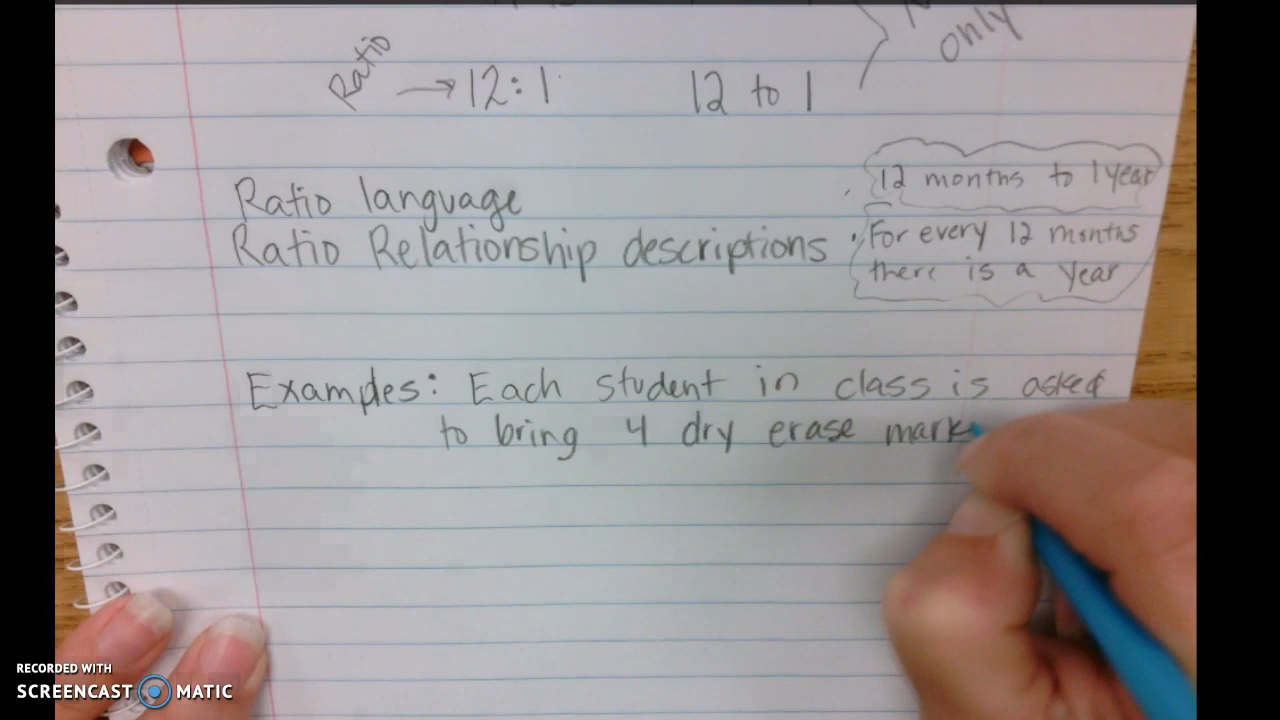 only
Ratio
→ 12:1
12 to 1
Ratio language
12 months to 1 year
Ratio Relationship descriptions
For every 12 months
there is a year
Examples: Each student in class is asked
to bring 4 dry erase mark
RECORDED WITH
SCREENCAST MATIC